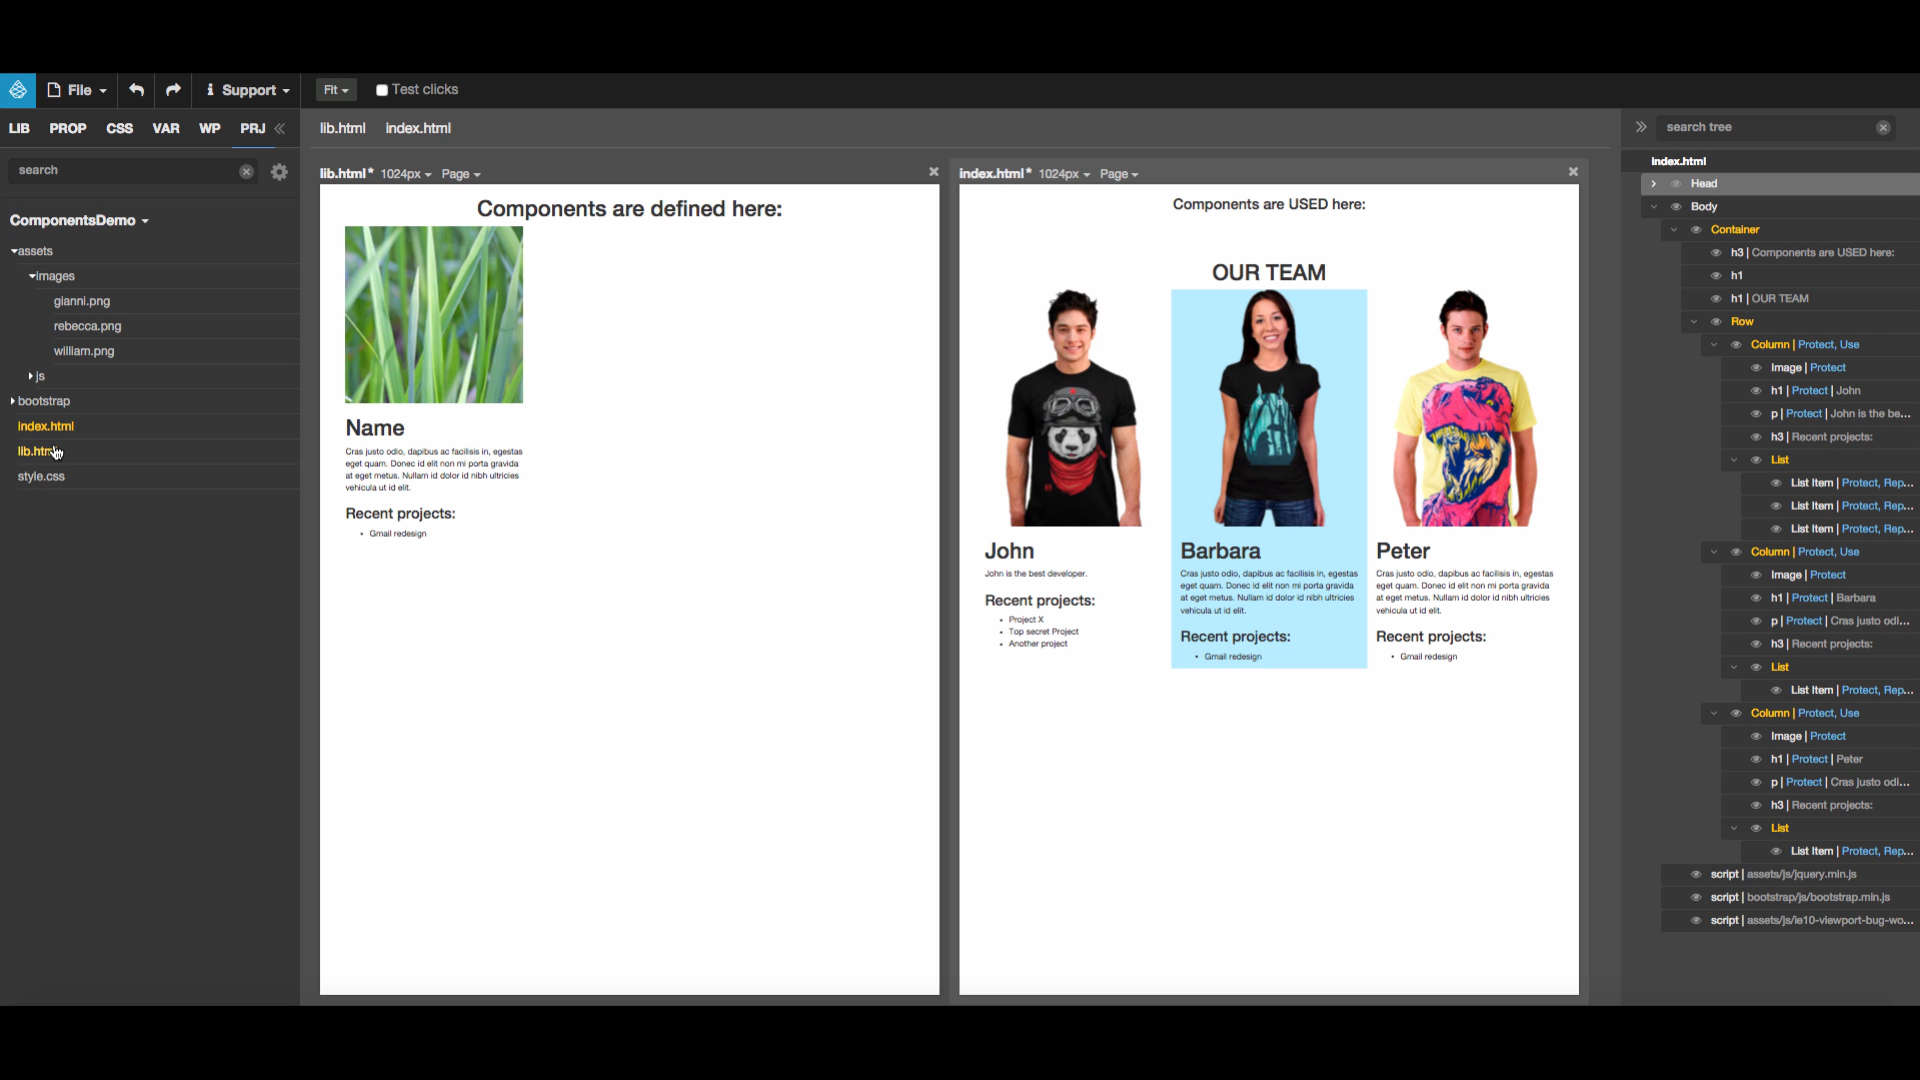 File
Support
Fit
Test clicks
LIB PROP CSS VAR WP PRJ
lib.html index.html
search tree
search
lib.html* 1024px Page
index.html* 1024px Page
ComponentsDemo
assets
images
gianni.png
rebecca.png
william.png
js
bootstrap
index.html
style.css
Components are defined here:
Name
Cras justo odio, dapibus ac facilisis in, egestas
eget quam. Donec id elit non mi porta gravida
at eget metus. Nullam id dolor id nibh ultricies
vehicula ut id elit.
Recent projects:
Gmail redesign
Components are USED here:
OUR TEAM
John
John is the best developer.
Recent projects:
Project X
Top secret Project
Another project
Barbara
Cras justo odio, dapibus ac facilisis in, egestas
eget quam. Donec id elit non mi porta gravida
at eget metus. Nullam id dolor id nibh ultricies
vehicula ut id elit.
Recent projects:
Gmail redesign
Peter
Cras justo odio, dapibus ac facilisis in, egestas
eget quam. Donec id elit non mi porta gravida
at eget metus. Nullam id dolor id nibh ultricies
vehicula ut id elit.
Recent projects:
Gmail redesign
index.html
Head
Body
Container
h3 | Components are USED here:
h1
h1 | OUR TEAM
Row
Column | Protect, Use
Image | Protect
h1 | Protect | John
p | Protect | John is the be...
h3 | Recent projects:
List
List Item | Protect, Rep...
List Item | Protect, Rep...
List Item | Protect, Rep...
Column | Protect, Use
Image | Protect
h1 | Protect | Barbara
p | Protect | Cras justo odi...
h3 | Recent projects:
List
List Item | Protect, Rep...
Column | Protect, Use
Image | Protect
h1 | Protect | Peter
p | Protect | Cras justo odi...
h3 | Recent projects:
List
List Item | Protect, Rep...
script | assets/js/jquery.min.js
script | bootstrap/js/bootstrap.min.js
script | assets/js/ie10-viewport-bug-wo...